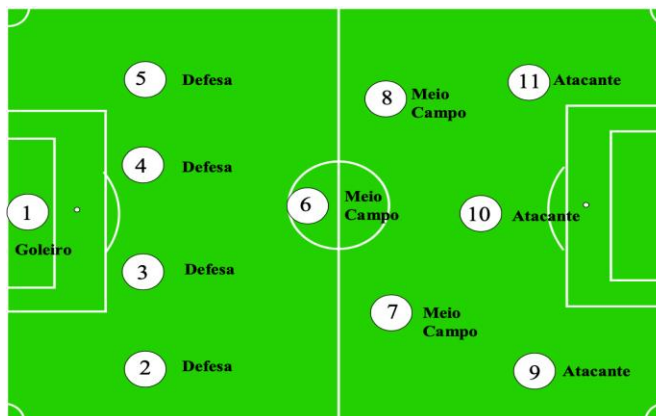 5 Defesa
4 Defesa
1
Goleiro
3 Defesa
2 Defesa
6 Meio
Campo
8 Meio
Campo
7 Meio
Campo
11 Atacante
10 Atacante
9 Atacante